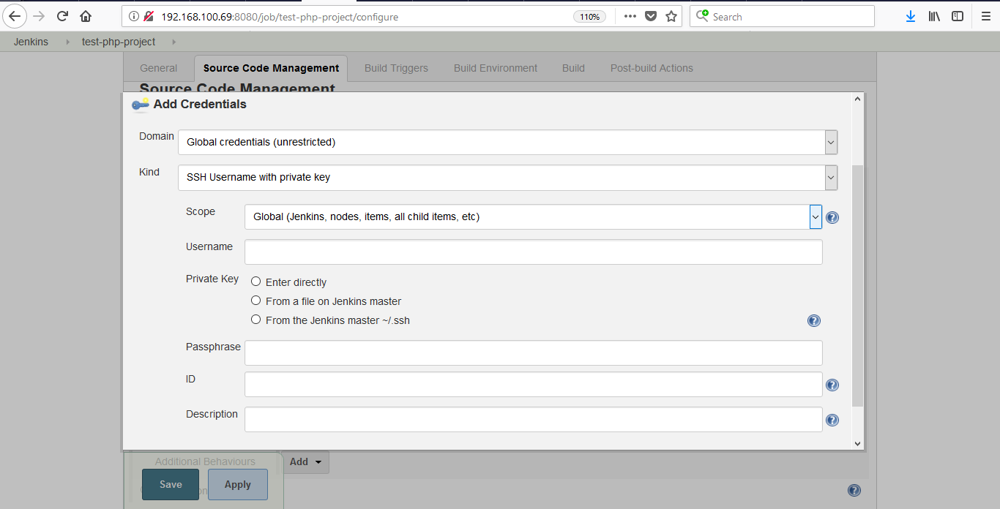 192.168.100.69:8080/job/test-php-project/configure
110%
Search
Jenkins
test-php-project
General
Source Code Management
Build Triggers
Build Environment
Build
Post-build Actions
Source Code Management
Add Credentials
Domain
Global credentials (unrestricted)
Kind
SSH Username with private key
Scope
Global (Jenkins, nodes, items, all child items, etc)
Username
Private Key
Enter directly
From a file on Jenkins master
From the Jenkins master ~/.ssh
Passphrase
ID
Description
Additional Behaviours
Add
Save
Apply